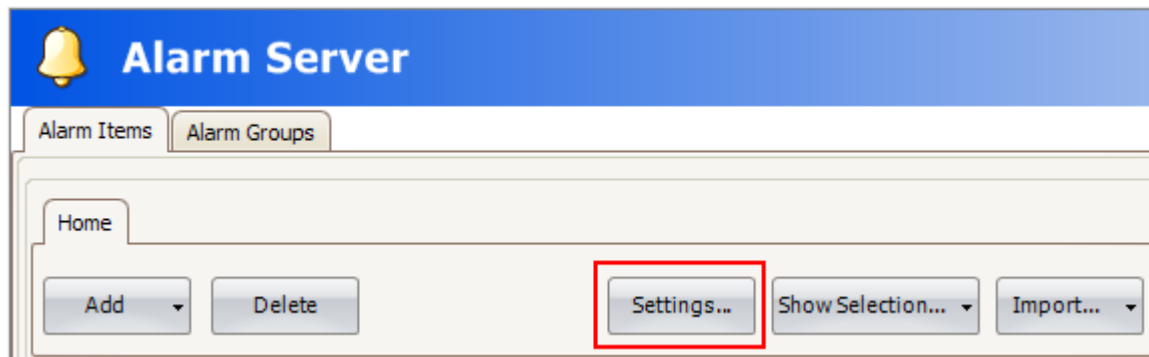 Alarm Server
Alarm Items Alarm Groups
Home
Add Delete Settings... Show Selection... Import...